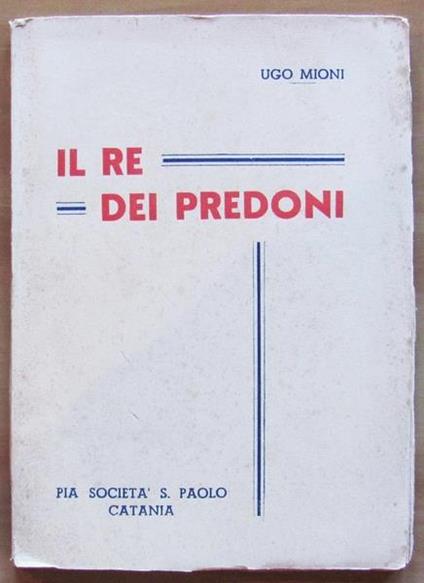 UGO MIONI
IL RE
DEI PREDONI
PIA SOCIETA' S. PAOLO
CATANIA